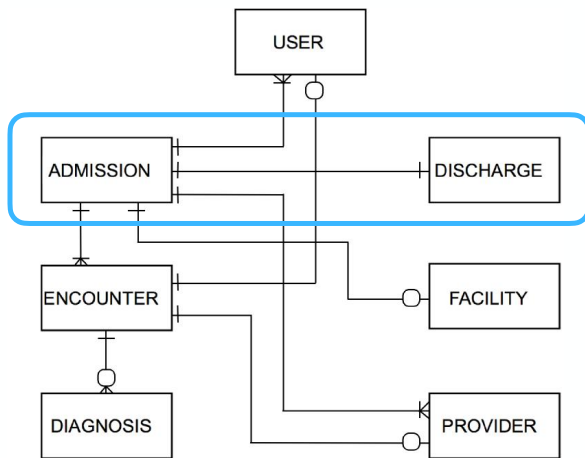 USER
ADMISSION
DISCHARGE
ENCOUNTER
FACILITY
DIAGNOSIS
PROVIDER